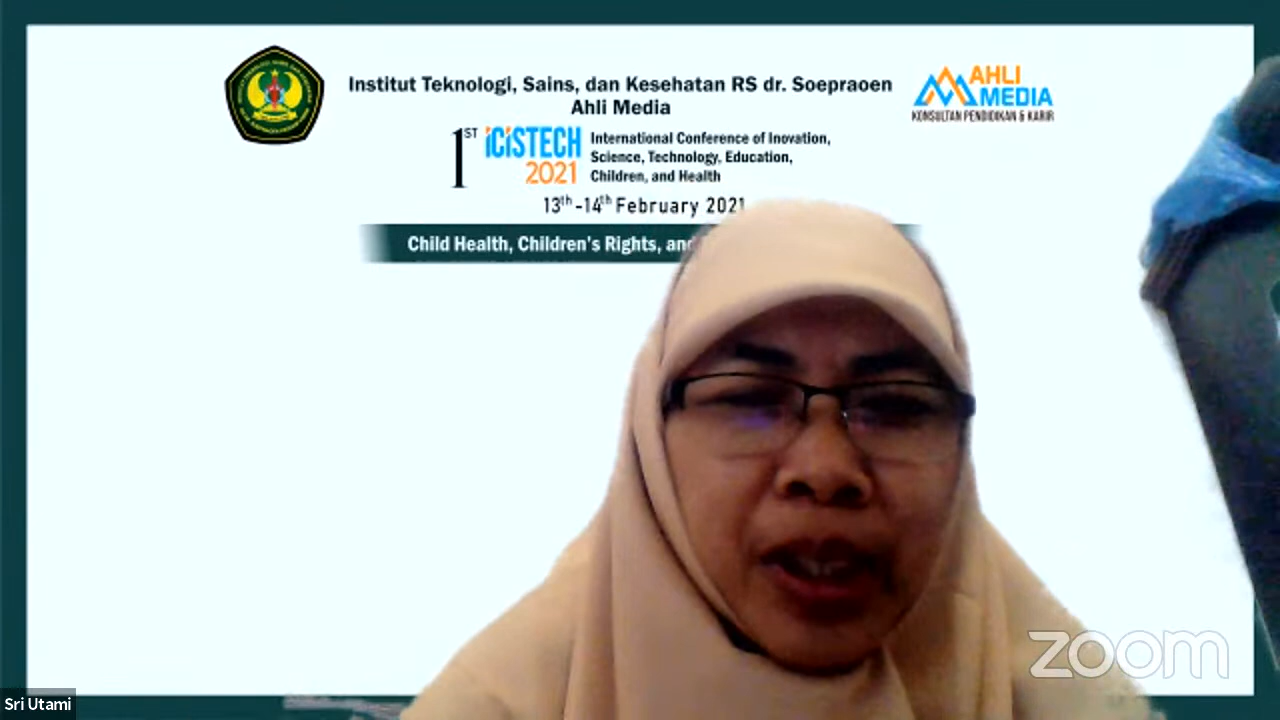 Institut Teknologi, Sains, dan Kesehatan RS dr. Soepraoen
Ahli Media
AHLI
MEDIA
KONSULTAN PENDIDIKAN & KARIR
1ST iCiSTECH
2021
International Conference of Inovation,
Science, Technology, Education,
Children, and Health
13th-14th February 2021
Child Health, Children's Rights, and
zoom
Sri Utami